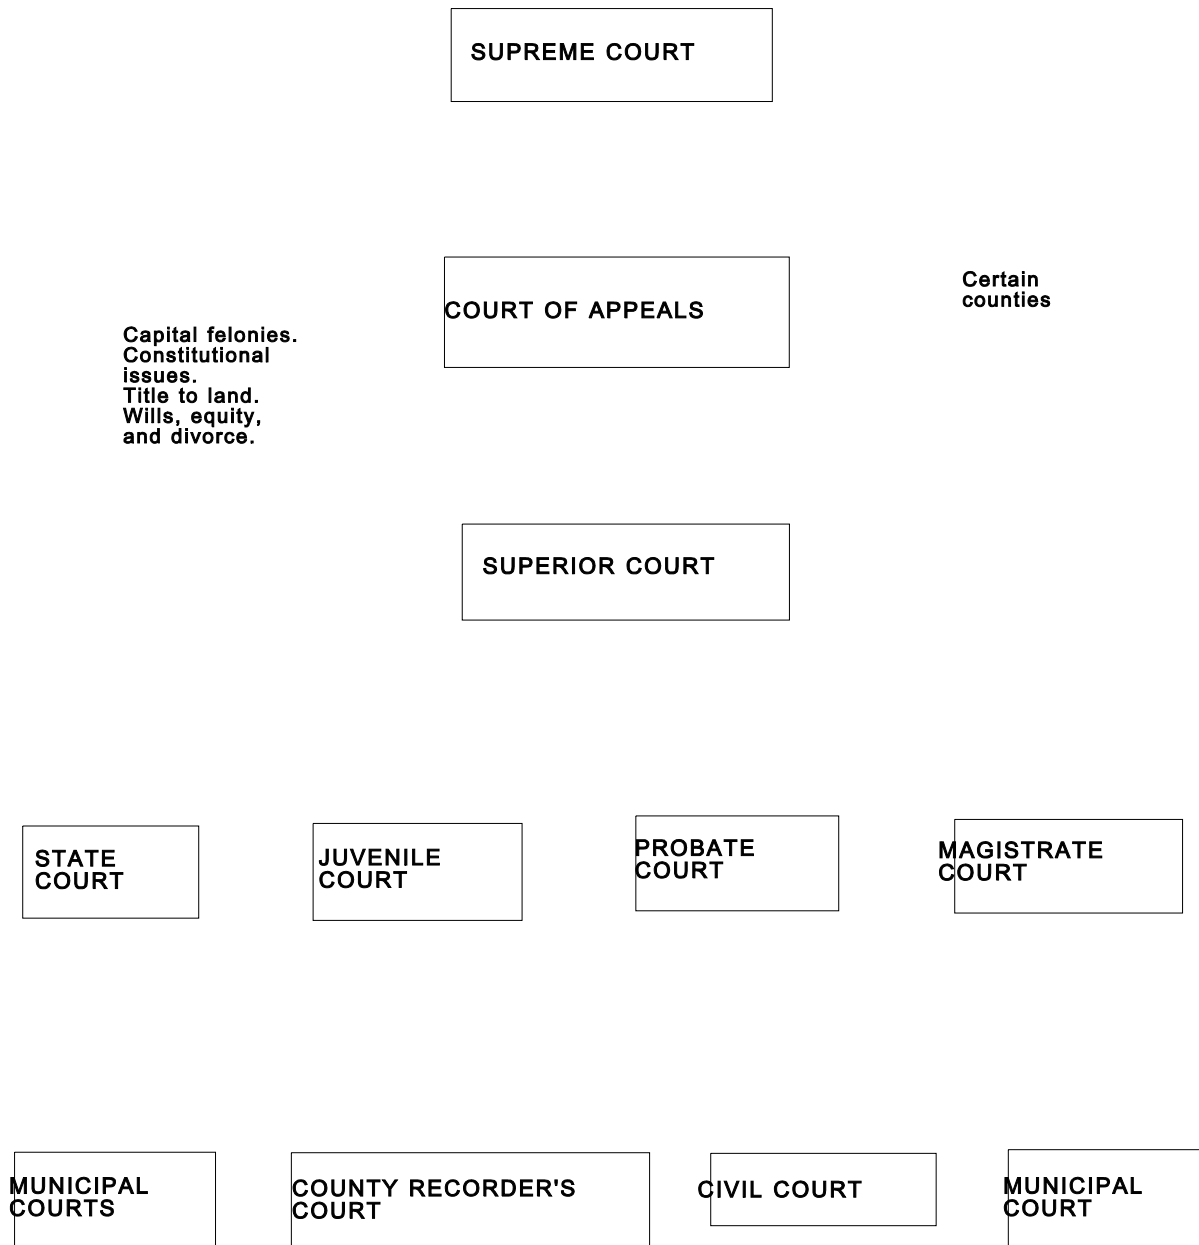 SUPREME COURT
Certain
counties
COURT OF APPEALS
Capital felonies.
Constitutional
issues.
Title to land.
Wills, equity,
and divorce.
SUPERIOR COURT
STATE
COURT
JUVENILE
COURT
PROBATE
COURT
MAGISTRATE
COURT
MUNICIPAL
COURTS
COUNTY RECORDER'S
COURT
CIVIL COURT
MUNICIPAL
COURT